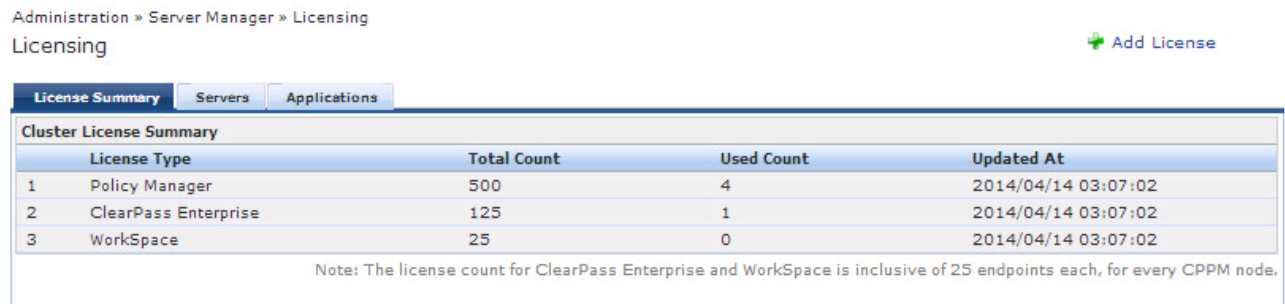 Administration » Server Manager » Licensing
Licensing
Add License
License Summary Servers Applications
Cluster License Summary
License Type Total Count Used Count Updated At
1 Policy Manager 500 4 2014/04/14 03:07:02
2 ClearPass Enterprise 125 1 2014/04/14 03:07:02
3 WorkSpace 25 0 2014/04/14 03:07:02
Note: The license count for ClearPass Enterprise and WorkSpace is inclusive of 25 endpoints each, for every CPPM node.